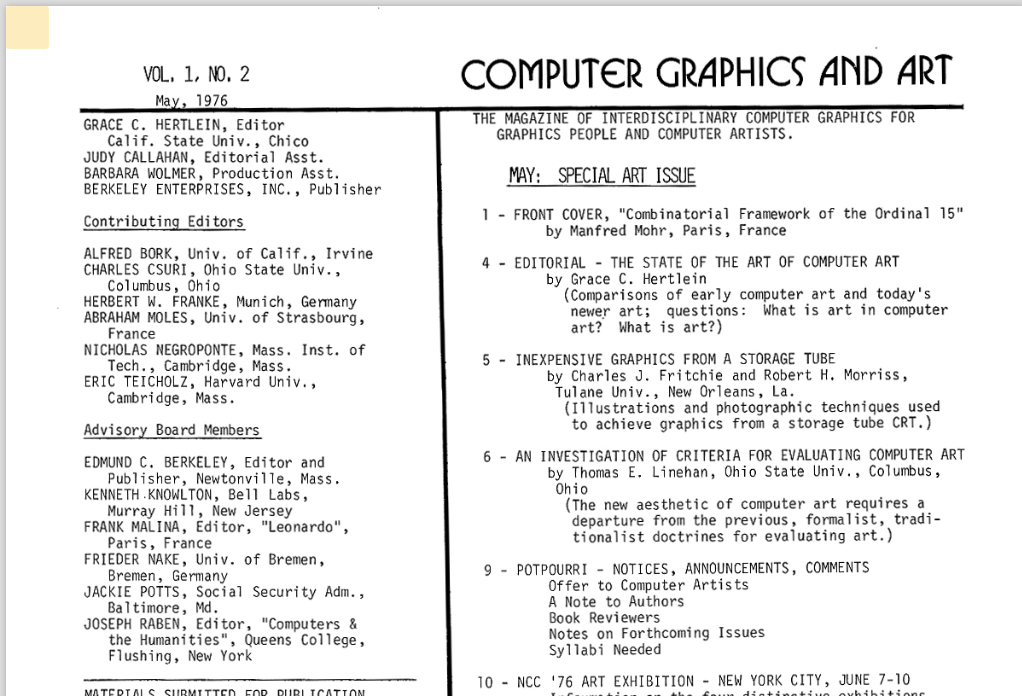 VOL. 1, NO. 2
May, 1976
COMPUTER GRAPHICS AND ART
GRACE C. HERTLEIN, Editor
Calif. State Univ., Chico
JUDY CALLAHAN, Editorial Asst.
BARBARA WOLMER, Production Asst.
BERKELEY ENTERPRISES, INC., Publisher
Contributing Editors
ALFRED BORK, Univ. of Calif., Irvine
CHARLES CSURI, Ohio State Univ.,
Columbus, Ohio
HERBERT W. FRANKE, Munich, Germany
ABRAHAM MOLES, Univ. of Strasbourg,
France
NICHOLAS NEGROPONTE, Mass. Inst. of
Tech., Cambridge, Mass.
ERIC TEICHOLZ, Harvard Univ.,
Cambridge, Mass.
Advisory Board Members
EDMUND C. BERKELEY, Editor and
Publisher, Newtonville, Mass.
KENNETH KNOWLTON, Bell Labs,
Murray Hill, New Jersey
FRANK MALINA, Editor, "Leonardo",
Paris, France
FRIEDER NAKE, Univ. of Bremen,
Bremen, Germany
JACKIE POTTS, Social Security Adm.,
Baltimore, Md.
JOSEPH RABEN, Editor, "Computers &
the Humanities", Queens College,
Flushing, New York
MATERIALS SUBMITTED FOR PUBLICATION
THE MAGAZINE OF INTERDISCIPLINARY COMPUTER GRAPHICS FOR
GRAPHICS PEOPLE AND COMPUTER ARTISTS.
MAY: SPECIAL ART ISSUE
1 - FRONT COVER, "Combinatorial Framework of the Ordinal 15"
by Manfred Mohr, Paris, France
4 - EDITORIAL - THE STATE OF THE ART OF COMPUTER ART
by Grace C. Hertlein
(Comparisons of early computer art and today's
newer art; questions: What is art in computer
art? What is art?)
5 - INEXPENSIVE GRAPHICS FROM A STORAGE TUBE
by Charles J. Fritchie and Robert H. Morriss,
Tulane Univ., New Orleans, La.
(Illustrations and photographic techniques used
to achieve graphics from a storage tube CRT.)
6 - AN INVESTIGATION OF CRITERIA FOR EVALUATING COMPUTER ART
by Thomas E. Linehan, Ohio State Univ., Columbus,
Ohio
(The new aesthetic of computer art requires a
departure from the previous, formalist, tradi-
tionalist doctrines for evaluating art.)
9 - POTPOURRI - NOTICES, ANNOUNCEMENTS, COMMENTS
Offer to Computer Artists
A Note to Authors
Book Reviewers
Notes on Forthcoming Issues
Syllabi Needed
10 - NCC '76 ART EXHIBITION - NEW YORK CITY, JUNE 7-10